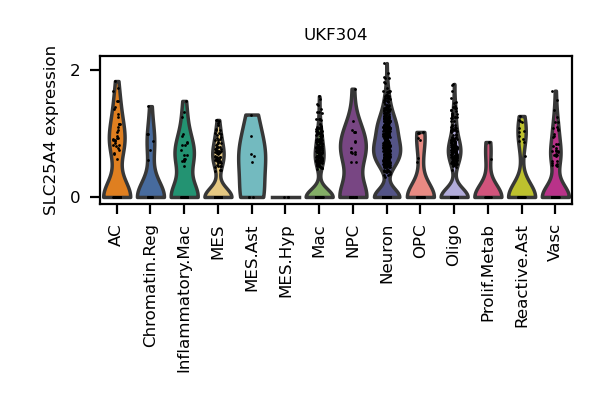 UKF304
SLC25A4 expression
2
0
AC
Chromatin.Reg
Inflammatory.Mac
MES
MES.Ast
MES.Hyp
Mac
NPC
Neuron
OPC
Oligo
Prolif.Metab
Reactive.Ast
Vasc